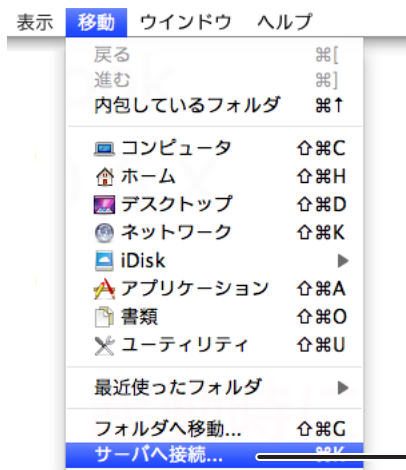 表示 移動 ウインドウ ヘルプ
戻る ⌘[
進む ⌘]
内包しているフォルダ ⌘↑
コンピュータ ⇧⌘C
ホーム ⇧⌘H
デスクトップ ⇧⌘D
ネットワーク ⇧⌘K
iDisk ▶
アプリケーション ⇧⌘A
書類 ⇧⌘O
ユーティリティ ⇧⌘U
最近使ったフォルダ ▶
フォルダへ移動... ⇧⌘G
サーバへ接続... ⌘K